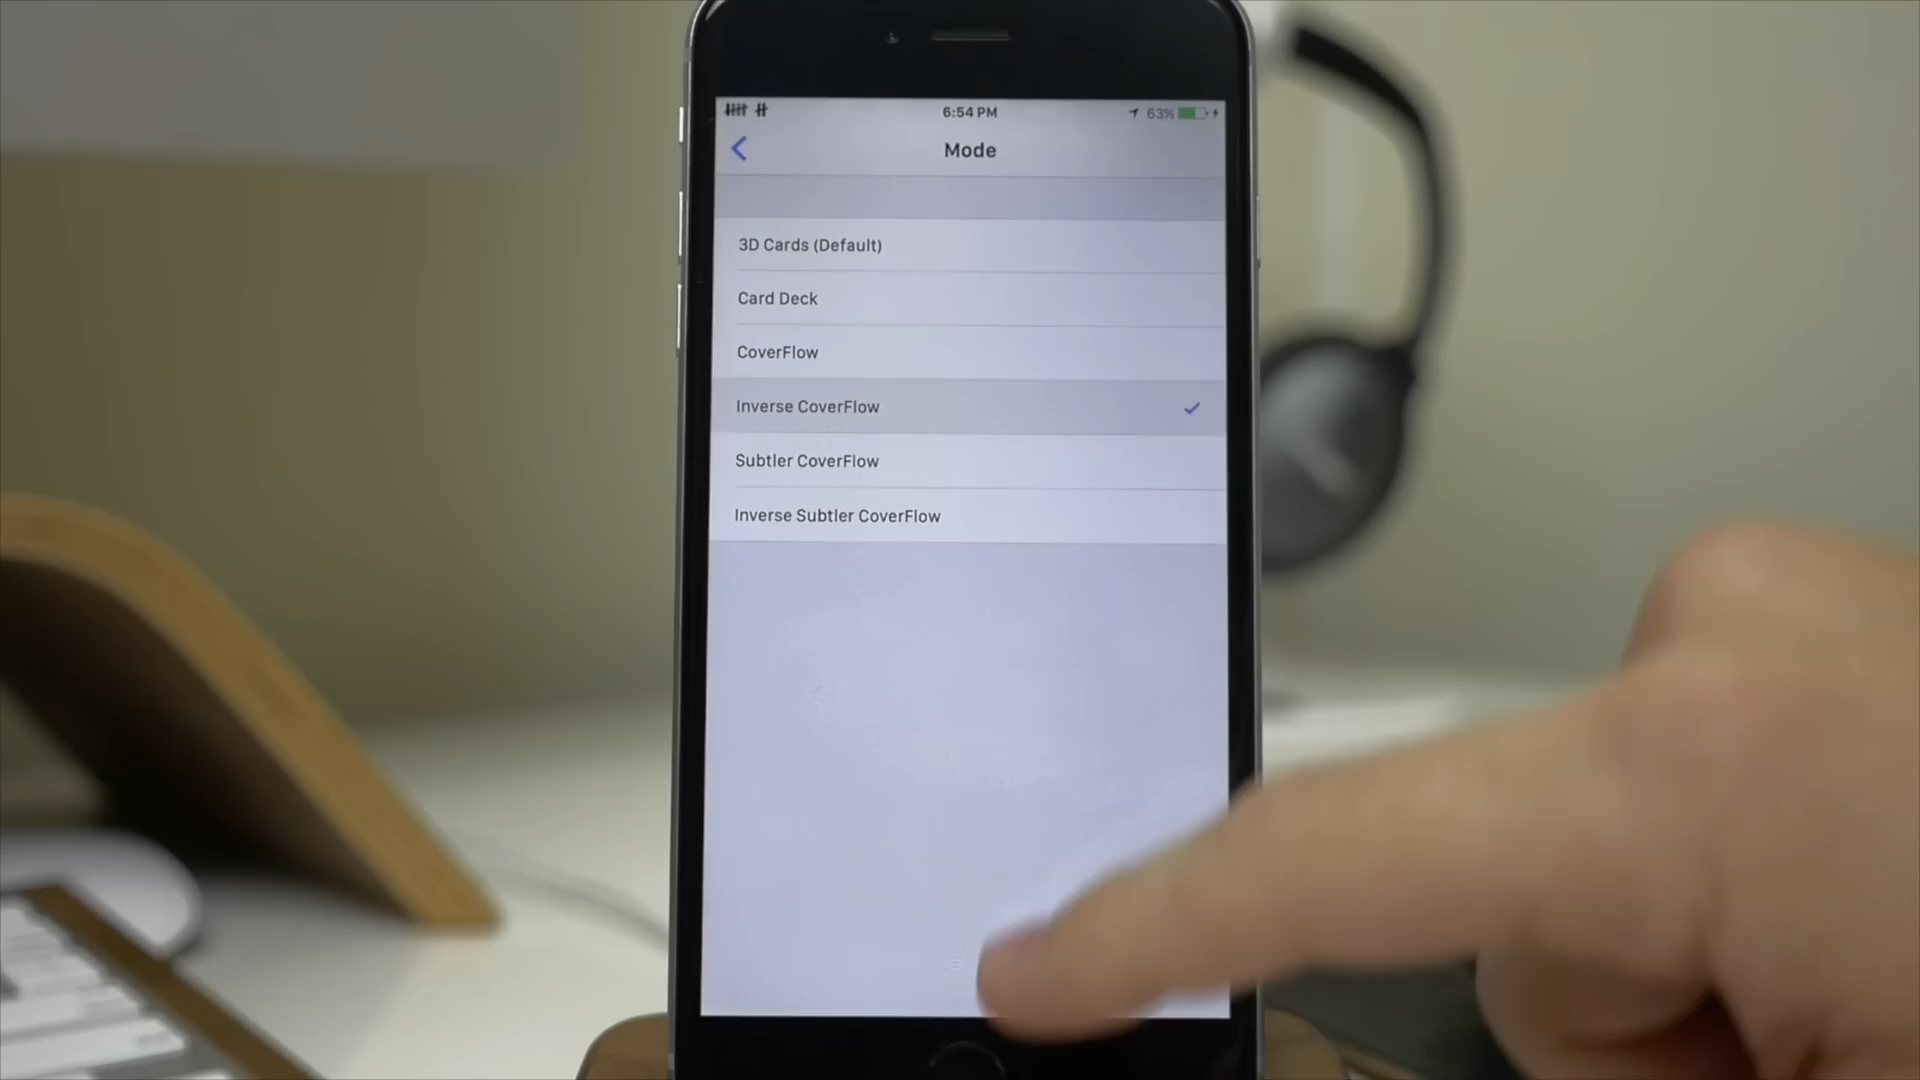 6:54 PM
63%
Mode
3D Cards (Default)
Card Deck
CoverFlow
Inverse CoverFlow
Subtler CoverFlow
Inverse Subtler CoverFlow